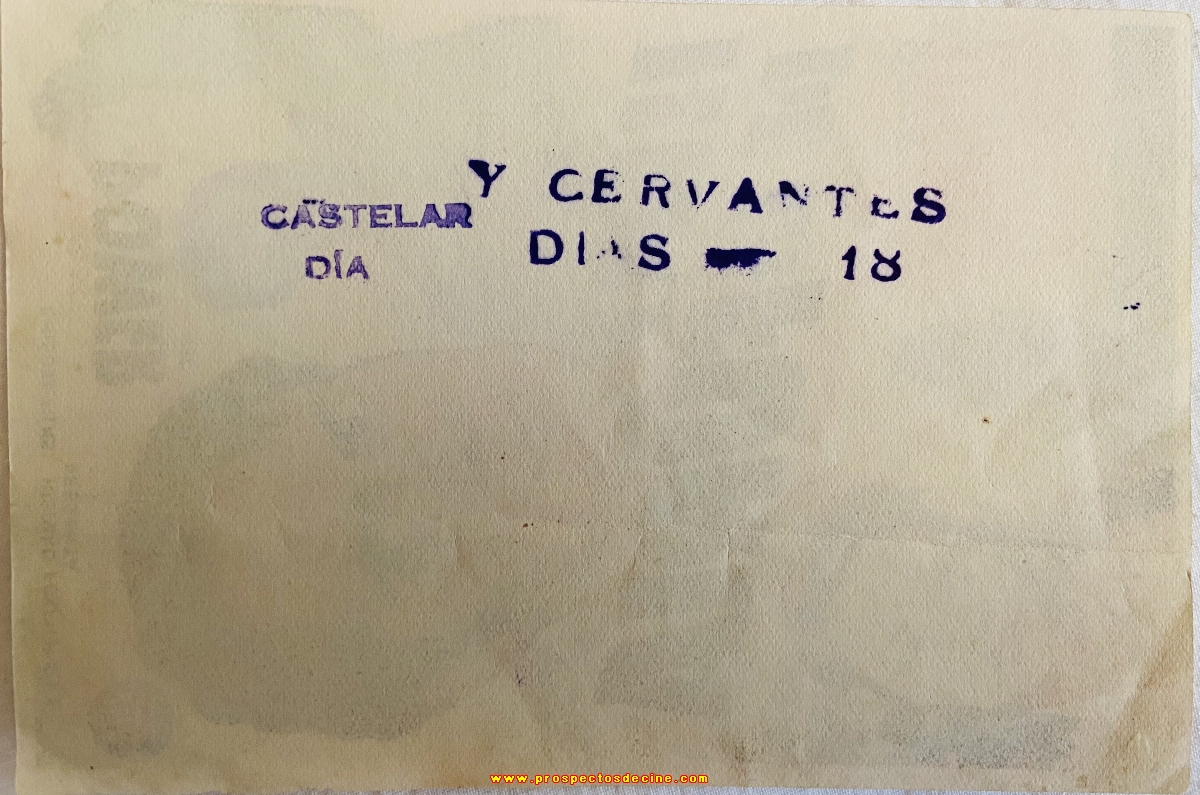 Y CERVANTES
CASTELAR
DIAS — 18
DÍA
www.prospectosdecine.com